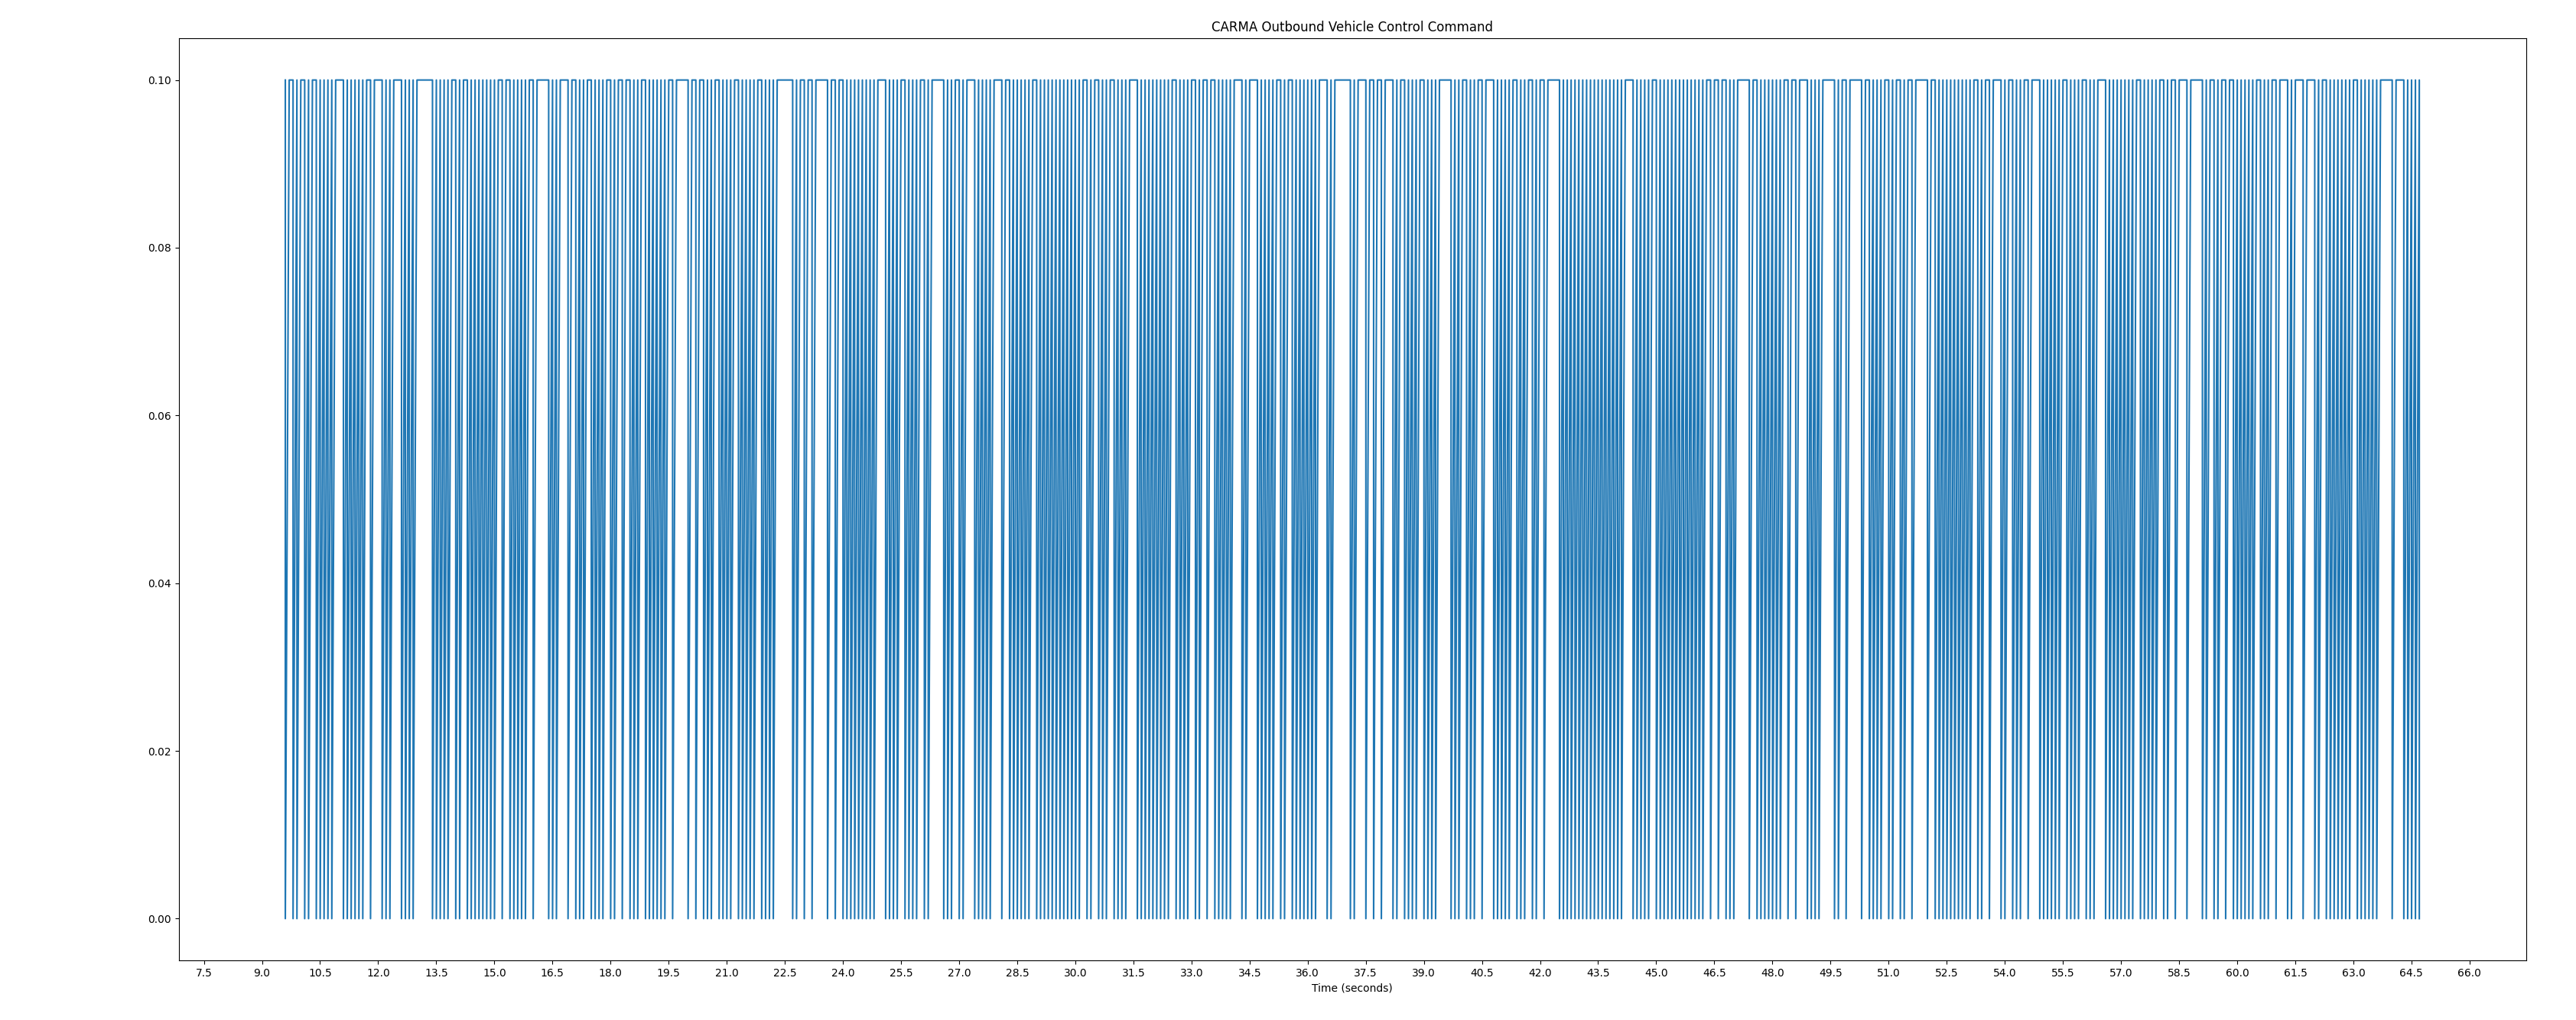 CARMA Outbound Vehicle Control Command
0.10
0.08
0.06
0.04
0.02
0.00
7.5 9.0 10.5 12.0 13.5 15.0 16.5 18.0 19.5 21.0 22.5 24.0 25.5 27.0 28.5 30.0 31.5 33.0 34.5 36.0 37.5 39.0 40.5 42.0 43.5 45.0 46.5 48.0 49.5 51.0 52.5 54.0 55.5 57.0 58.5 60.0 61.5 63.0 64.5 66.0
Time (seconds)